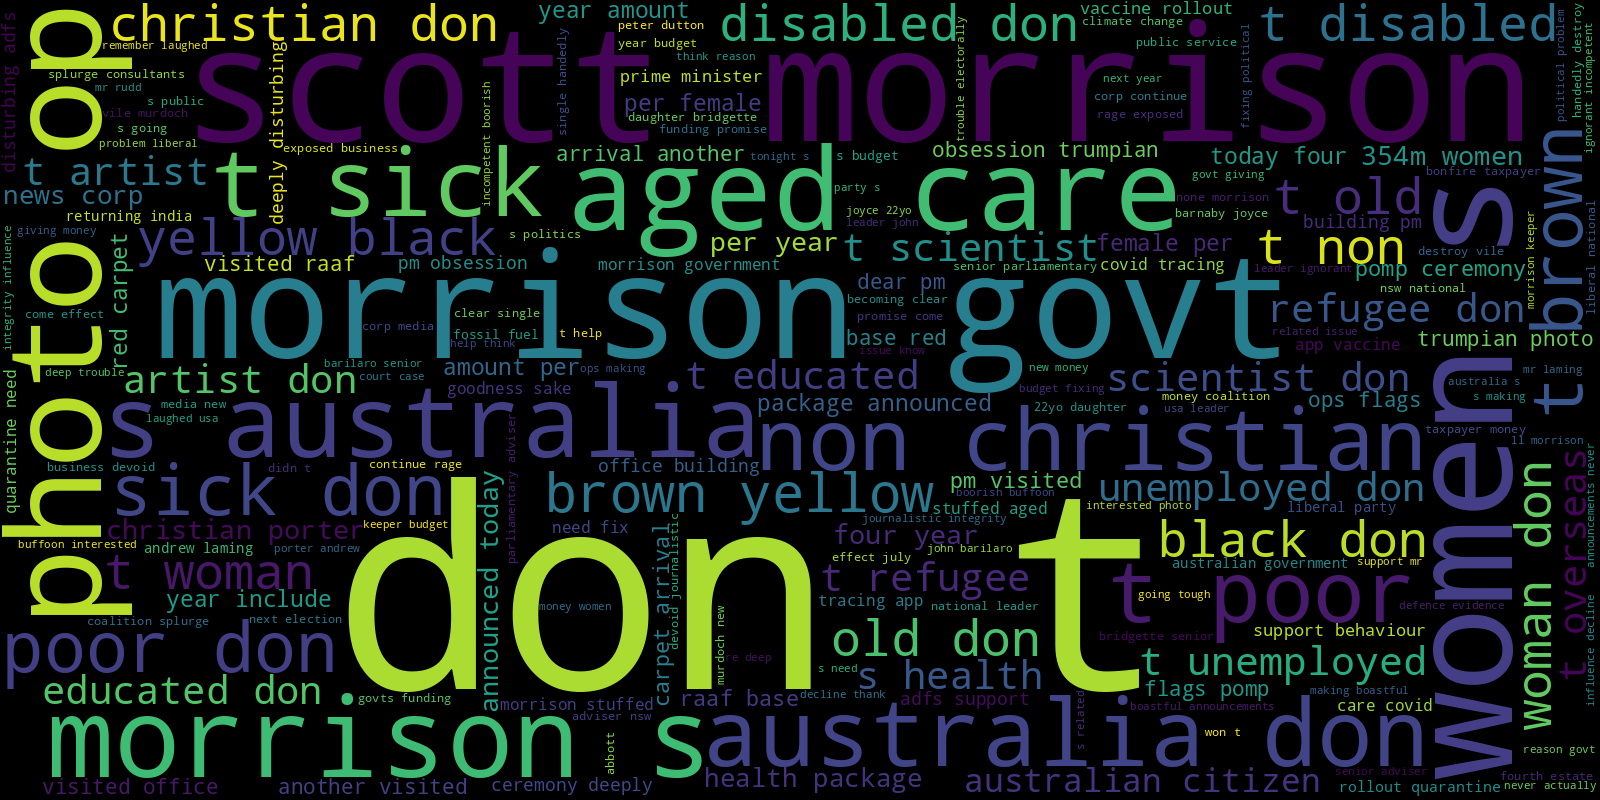 christian don
year amount
peter dutton
year budget
disabled don
vaccine rollout
climate change
t disabled
public service
think reason
remember laughed
splurge consultants
mr rudd
s public
vile murdoch
s going
problem liberal
disturbing adfs
photo op
scott morrison
prime minister
per female
daughter bridgette
funding promise
next year
corp continue
rage exposed
single handedly
trouble electorally
fixing political
political problem
handedly destroy
ignorant incompetent
deeply disturbing
exposed business
incompetent boorish
arrival another
tonight s
s budget
obsession trumpian
today four
354m women
bonfire taxpayer
govt giving
t artist
t sick
aged care
party s
joyce 22yo
leader john
none morrison
barnaby joyce
t old
building pm
news corp
returning india
giving money
yellow black
s politics
per year
t scientist
female per
t non
destroy vile
morrison keeper
liberal national
brown
women s
visited raaf
pm obsession
morrison government
senior parliamentary
covid tracing
leader ignorant
pomp ceremony
nsw national
dear pm
becoming clear
promise come
integrity influence
come effect
red carpet
morrison govt
clear single
corp media
fossil fuel
help think
t help
base red
issue know
refugee don
related issue
app vaccine
trumpian photo
barilaro senior
court case
deep trouble
quarantine need
artist don
amount per
ops making
goodness sake
t educated
new money
budget fixing
scientist don
money coalition
usa leader
22yo daughter
ops flags
australia s
s making
mr laming
t brown
media new
laughed usa
s australia
package announced
non christian
taxpayer money
ll morrison
business devoid
didn t
continue rage
parliamentary adviser
office building
pm visited
boorish buffoon
stuffed aged
interested photo
unemployed don
liberal party
announcements never
sick don
brown yellow
journalistic integrity
christian porter
keeper budget
need fix
four year
black don
buffoon interested
andrew laming
porter andrew
announced today
effect july
john barilaro
australian government
support mr
t woman
don t
t refugee
t poor
going tough
defence evidence
woman don
t overseas
year include
coalition splurge
next election
money women
carpet arrival
devoid journalistic
tracing app
national leader
bridgette senior
support behaviour
influence decline
poor don
murdoch new
re deep
old don
s need
s health
t unemployed
educated don
govts funding
morrison stuffed
adviser nsw
raaf base
decline thank
adfs support
flags pomp
making boastful
boastful announcements
care covid
s related
morrison s
abbott
australia don
won t
reason govt
visited office
another visited
ceremony deeply
health package
australian citizen
senior adviser
rollout quarantine
fourth estate
never actually